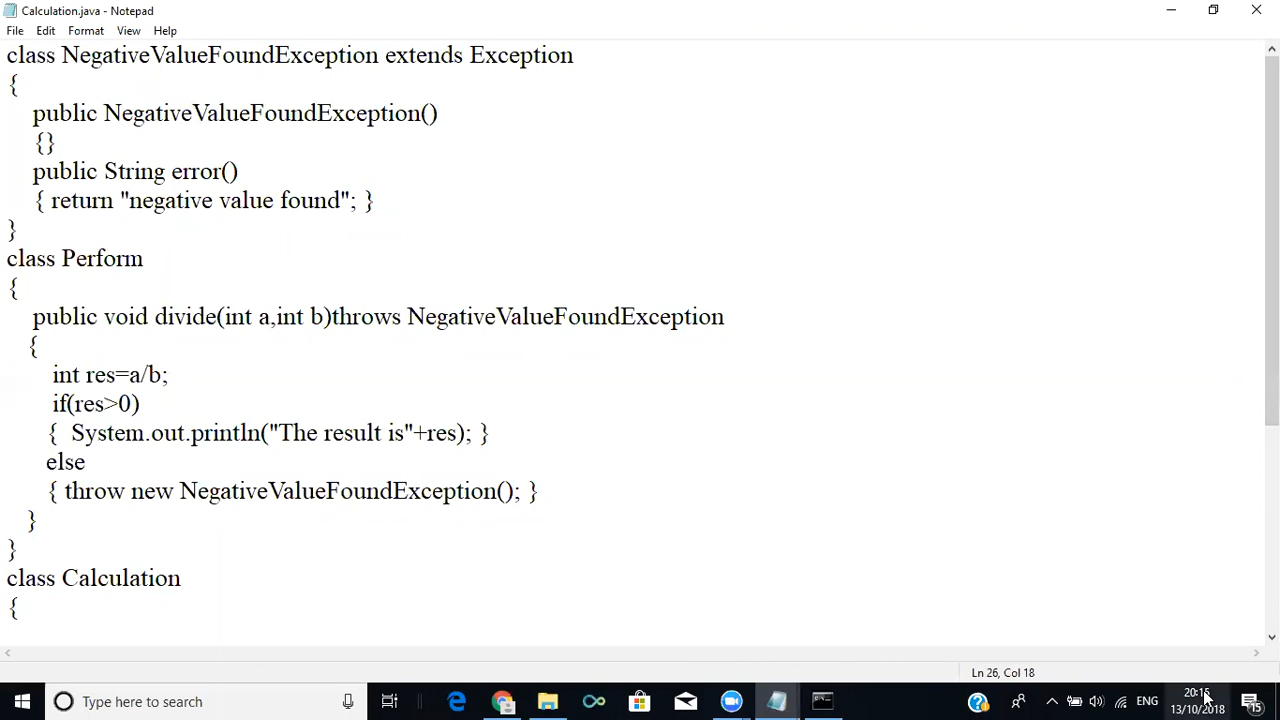 Calculation.java - Notepad
File Edit Format View Help
class NegativeValueFoundException extends Exception
{
public NegativeValueFoundException()
{}
public String error()
{ return "negative value found"; }
}
class Perform
{
public void divide(int a,int b)throws NegativeValueFoundException
{
int res=a/b;
if(res>0)
{ System.out.println("The result is"+res); }
else
{ throw new NegativeValueFoundException(); }
}
}
class Calculation
{
Ln 26, Col 18
Type here to search
ENG
20:15
13/10/2018
15